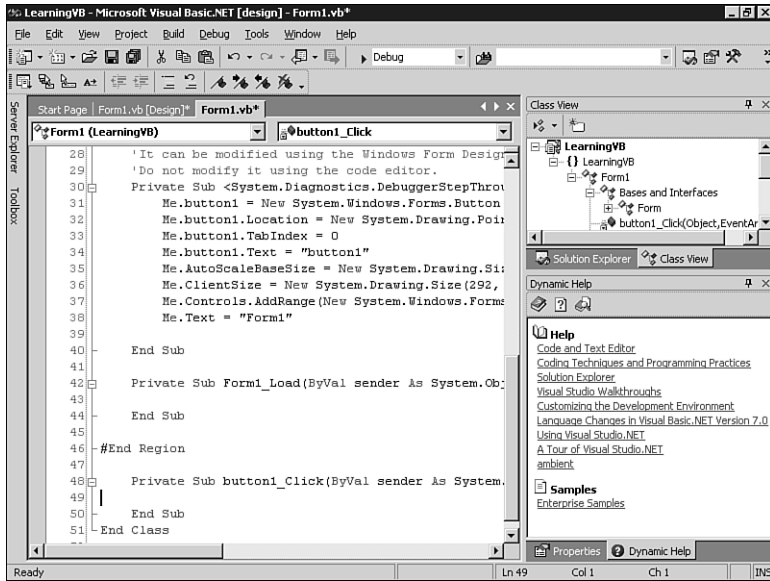 LearningVB - Microsoft Visual Basic.NET [design] - Form1.vb*
File Edit View Project Build Debug Tools Window Help
Debug
Server Explorer
Toolbox
Start Page Form1.vb [Design]* Form1.vb*
Form1 (LearningVB) button1_Click
28 'It can be modified using the Windows Form Design
29 'Do not modify it using the code editor.
30 Private Sub <System.Diagnostics.DebuggerStepThrou
31 Me.button1 = New System.Windows.Forms.Button
32 Me.button1.Location = New System.Drawing.Poin
33 Me.button1.TabIndex = 0
34 Me.button1.Text = "button1"
35 Me.AutoScaleBaseSize = New System.Drawing.Siz
36 Me.ClientSize = New System.Drawing.Size(292,
37 Me.Controls.AddRange(New System.Windows.Forms
38 Me.Text = "Form1"
39
40 End Sub
41
42 Private Sub Form1_Load(ByVal sender As System.Obj
43
44 End Sub
45
46 #End Region
47
48 Private Sub button1_Click(ByVal sender As System.
49
50 End Sub
51 End Class
Class View
LearningVB
{} LearningVB
Form1
Bases and Interfaces
Form
button1_Click(Object,EventAr
Solution Explorer Class View
Dynamic Help
Help
Code and Text Editor
Coding Techniques and Programming Practices
Solution Explorer
Visual Studio Walkthroughs
Customizing the Development Environment
Language Changes in Visual Basic.NET Version 7.0
Using Visual Studio.NET
A Tour of Visual Studio.NET
ambient
Samples
Enterprise Samples
Properties Dynamic Help
Ready Ln 49 Col 1 Ch 1 INS